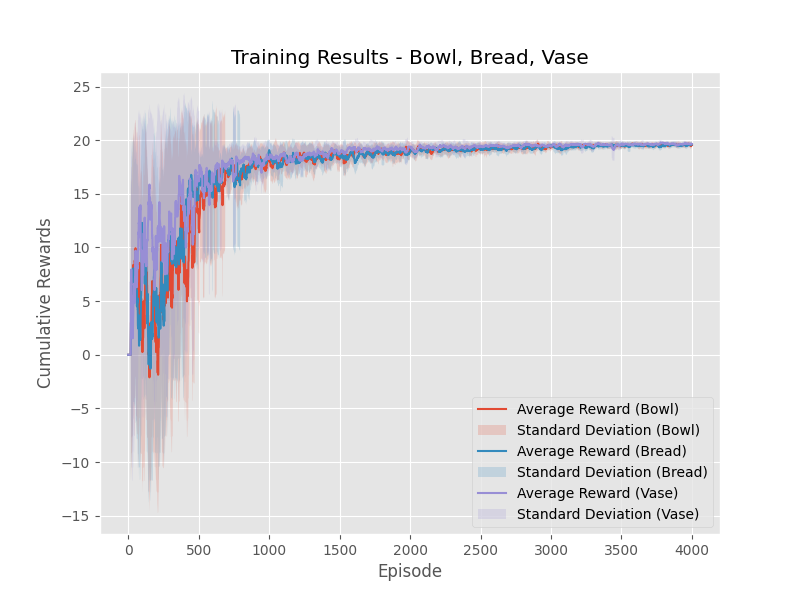 Training Results - Bowl, Bread, Vase
Cumulative Rewards
25
20
15
10
5
0
−5
−10
−15
Average Reward (Bowl)
Standard Deviation (Bowl)
Average Reward (Bread)
Standard Deviation (Bread)
Average Reward (Vase)
Standard Deviation (Vase)
0 500 1000 1500 2000 2500 3000 3500 4000
Episode